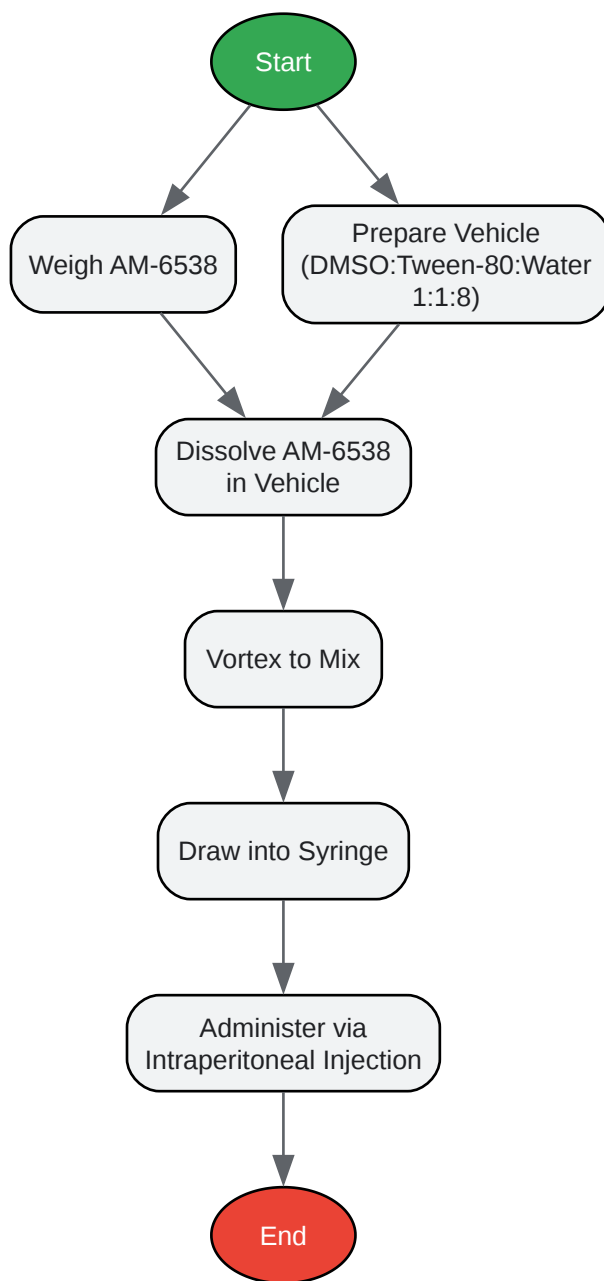 Start
Weigh AM-6538
Prepare Vehicle
(DMSO:Tween-80:Water
1:1:8)
Dissolve AM-6538
in Vehicle
Vortex to Mix
Draw into Syringe
Administer via
Intraperitoneal Injection
End